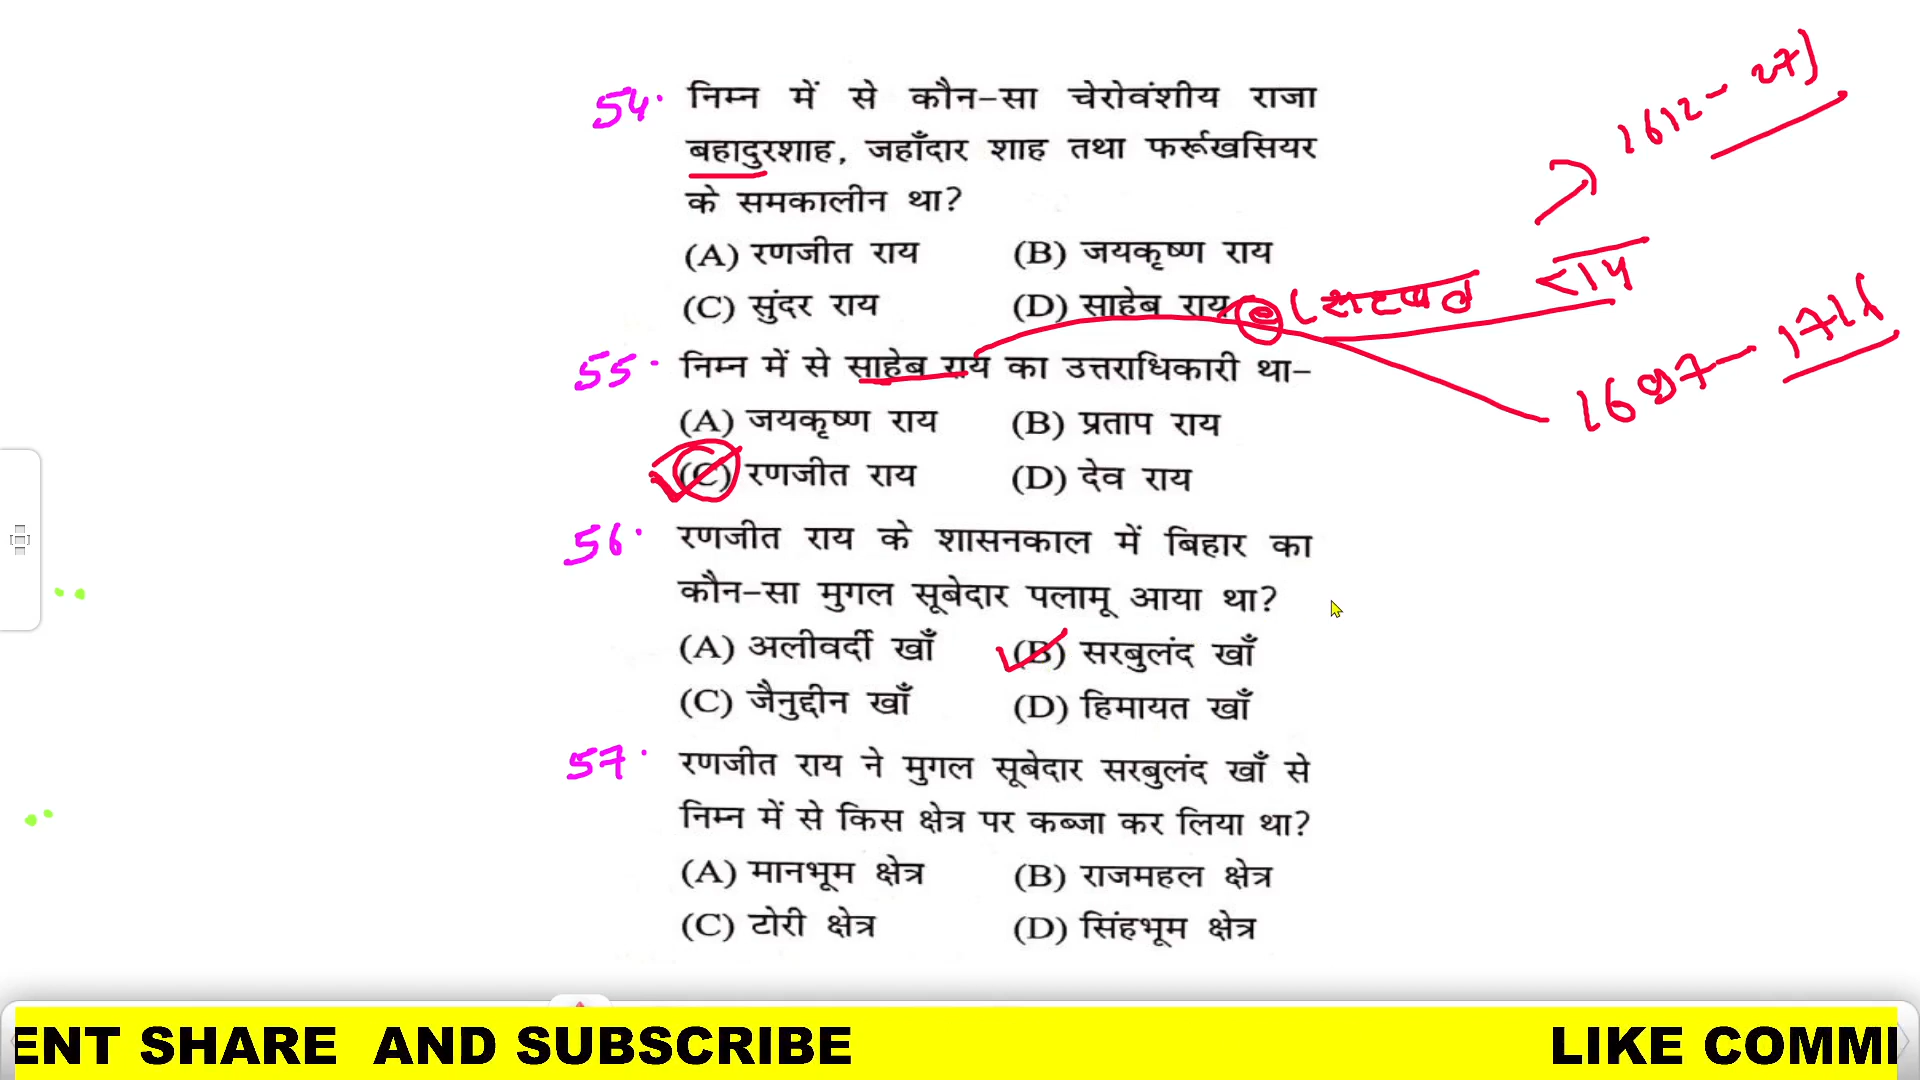 54. निम्न में से कौन-सा चेरोवंशीय राजा
बहादुरशाह, जहाँदार शाह तथा फर्रूखसियर
के समकालीन था?
(A) रणजीत राय (B) जयकृष्ण राय
(C) सुंदर राय (D) साहेब राय
राय
1612-27)
55. निम्न में से साहेब राय का उत्तराधिकारी था-
(A) जयकृष्ण राय (B) प्रताप राय
1697-1716
(C) रणजीत राय (D) देव राय
56. रणजीत राय के शासनकाल में बिहार का
कौन-सा मुगल सूबेदार पलामू आया था?
(A) अलीवर्दी खाँ (B) सरबुलंद खाँ
(C) जैनुद्दीन खाँ (D) हिमायत खाँ
57. रणजीत राय ने मुगल सूबेदार सरबुलंद खाँ से
निम्न में से किस क्षेत्र पर कब्जा कर लिया था?
(A) मानभूम क्षेत्र (B) राजमहल क्षेत्र
(C) टोरी क्षेत्र (D) सिंहभूम क्षेत्र
ENT SHARE AND SUBSCRIBE LIKE COMMI